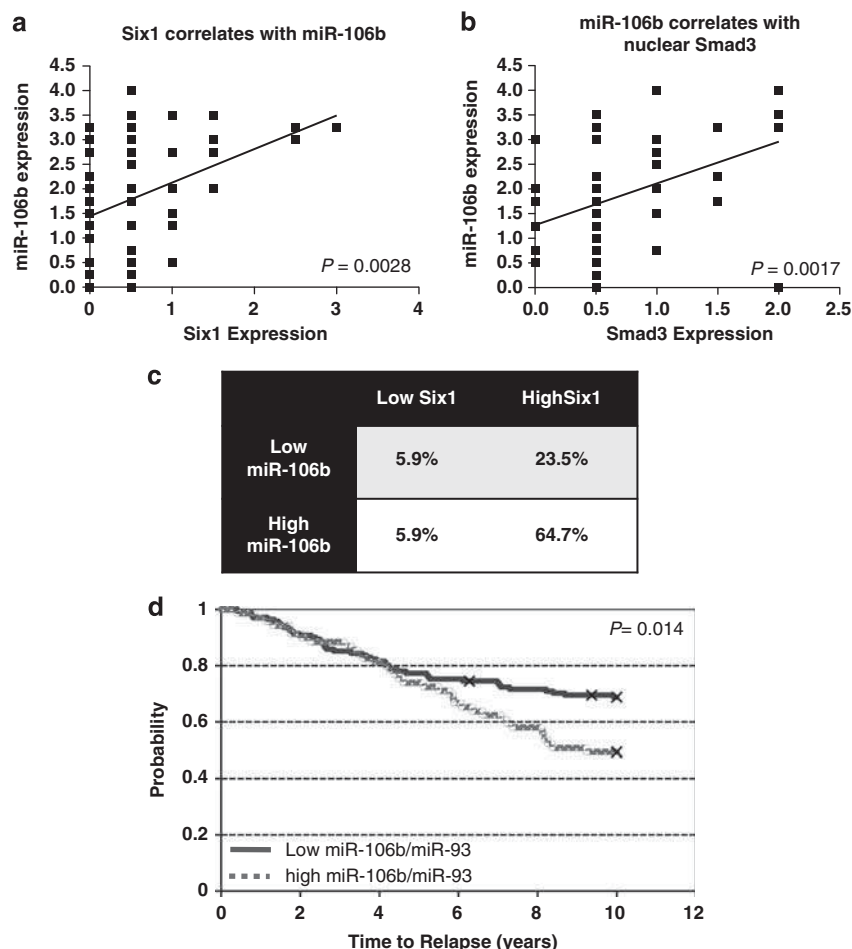 a
Six1 correlates with miR-106b
miR-106b expression
4.5
4.0
3.5
3.0
2.5
2.0
1.5
1.0
0.5
0.0
P = 0.0028
0 1 2 3 4
Six1 Expression
b
miR-106b correlates with
nuclear Smad3
miR-106b expression
4.5
4.0
3.5
3.0
2.5
2.0
1.5
1.0
0.5
0.0
P = 0.0017
0.0 0.5 1.0 1.5 2.0 2.5
Smad3 Expression
c
Low Six1 HighSix1
Low
miR-106b
5.9% 23.5%
High
miR-106b
5.9% 64.7%
d
P= 0.014
Probability
1
0.8
0.6
0.4
0.2
0
Low miR-106b/miR-93
high miR-106b/miR-93
0 2 4 6 8 10 12
Time to Relapse (years)